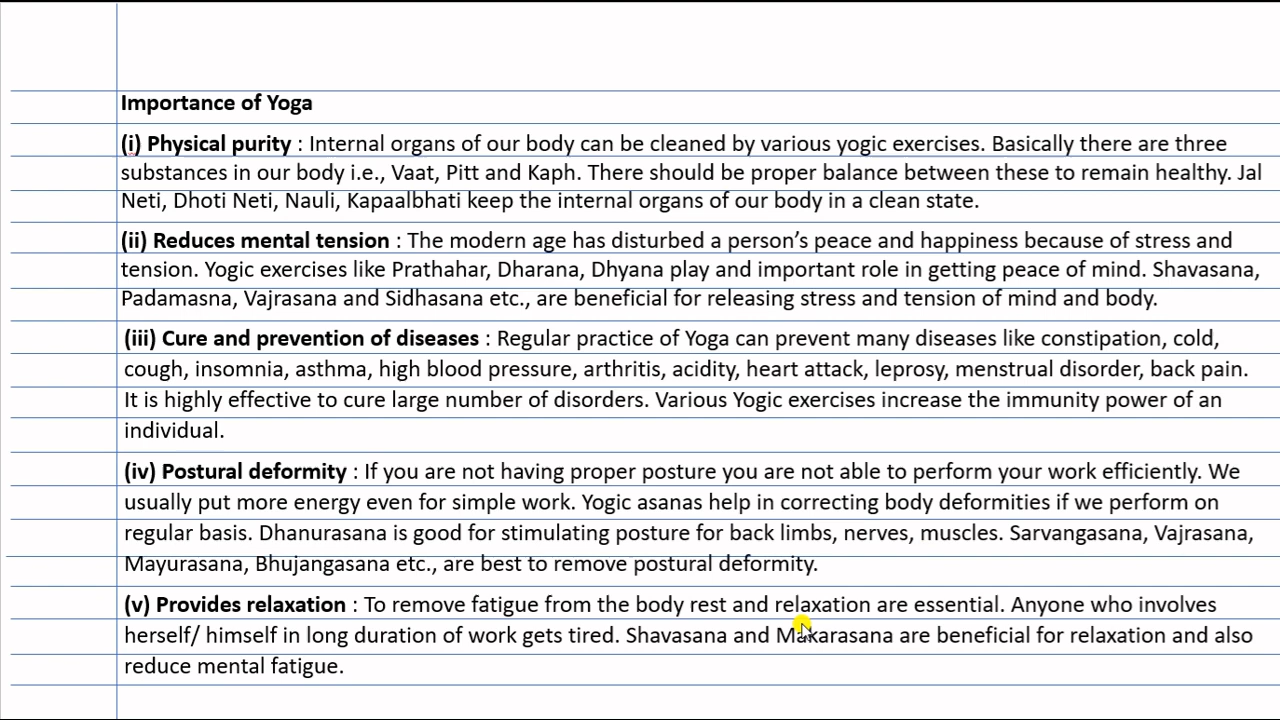 Importance of Yoga
(i) Physical purity : Internal organs of our body can be cleaned by various yogic exercises. Basically there are three
substances in our body i.e., Vaat, Pitt and Kaph. There should be proper balance between these to remain healthy. Jal
Neti, Dhoti Neti, Nauli, Kapaalbhati keep the internal organs of our body in a clean state.
(ii) Reduces mental tension : The modern age has disturbed a person’s peace and happiness because of stress and
tension. Yogic exercises like Prathahar, Dharana, Dhyana play and important role in getting peace of mind. Shavasana,
Padamasna, Vajrasana and Sidhasana etc., are beneficial for releasing stress and tension of mind and body.
(iii) Cure and prevention of diseases : Regular practice of Yoga can prevent many diseases like constipation, cold,
cough, insomnia, asthma, high blood pressure, arthritis, acidity, heart attack, leprosy, menstrual disorder, back pain.
It is highly effective to cure large number of disorders. Various Yogic exercises increase the immunity power of an
individual.
(iv) Postural deformity : If you are not having proper posture you are not able to perform your work efficiently. We
usually put more energy even for simple work. Yogic asanas help in correcting body deformities if we perform on
regular basis. Dhanurasana is good for stimulating posture for back limbs, nerves, muscles. Sarvangasana, Vajrasana,
Mayurasana, Bhujangasana etc., are best to remove postural deformity.
(v) Provides relaxation : To remove fatigue from the body rest and relaxation are essential. Anyone who involves
herself/ himself in long duration of work gets tired. Shavasana and Makarasana are beneficial for relaxation and also
reduce mental fatigue.